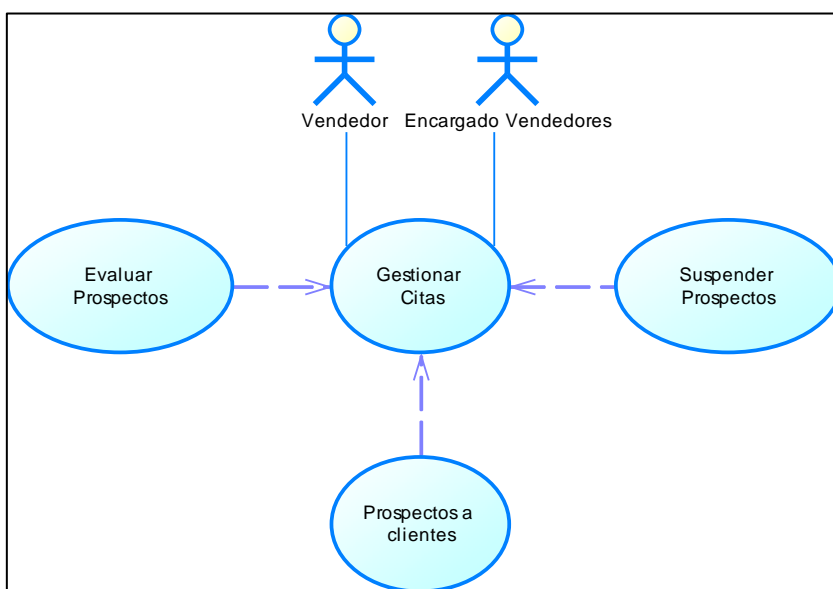 Vendedor
Encargado Vendedores
Evaluar
Prospectos
Gestionar
Citas
Suspender
Prospectos
Prospectos a
clientes